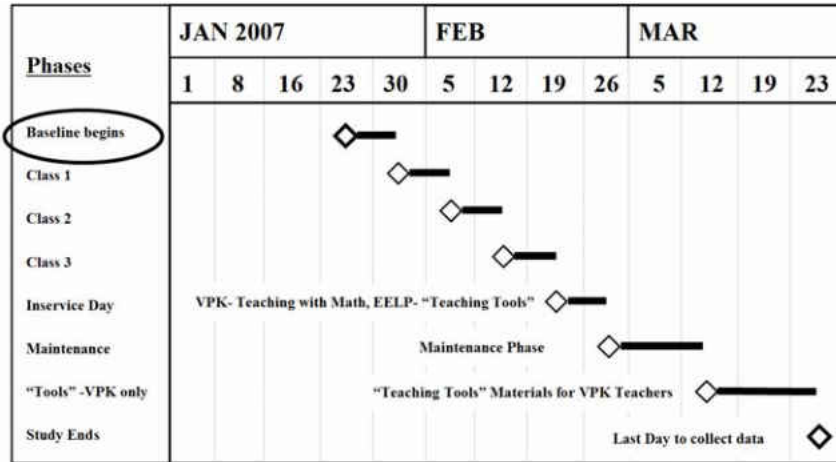 JAN 2007 FEB MAR
Phases
1 8 16 23 30 5 12 19 26 5 12 19 23
Baseline begins
Class 1
Class 2
Class 3
Inservice Day VPK- Teaching with Math, EELP- “Teaching Tools”
Maintenance Maintenance Phase
“Tools” -VPK only “Teaching Tools” Materials for VPK Teachers
Study Ends Last Day to collect data